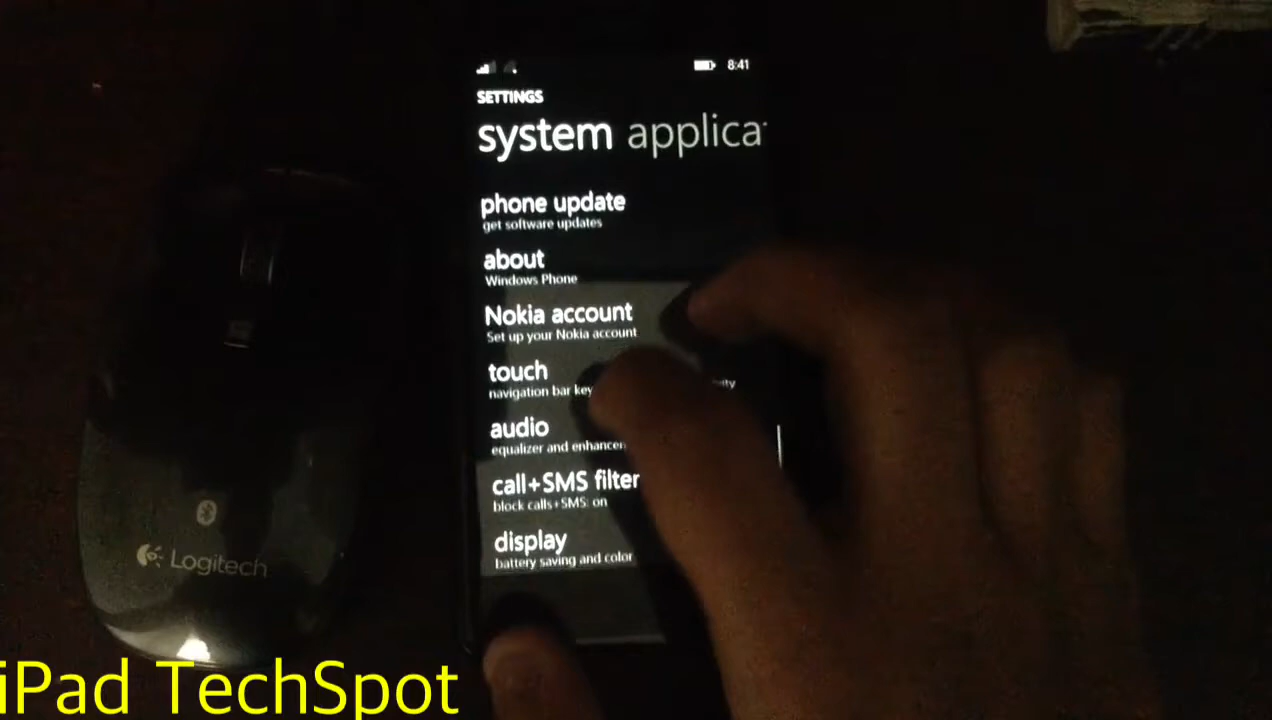 8:41
SETTINGS
system applica
phone update
get software updates
about
Windows Phone
Nokia account
Set up your Nokia account
touch
navigation bar key
audio
equalizer and enhancem
call+SMS filter
block calls+SMS: on
display
battery saving and color
Logitech
iPad TechSpot